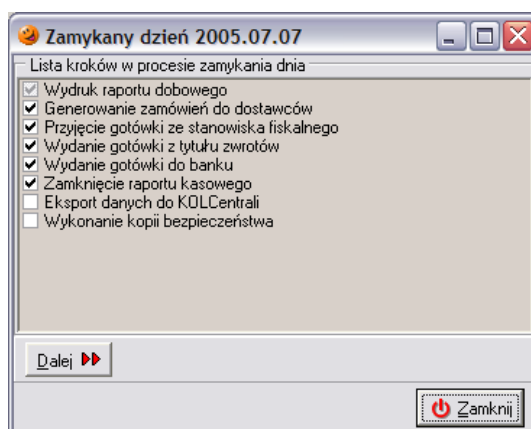 Zamykany dzień 2005.07.07
Lista kroków w procesie zamykania dnia
Wydruk raportu dobowego
Generowanie zamówień do dostawców
Przyjęcie gotówki ze stanowiska fiskalnego
Wydanie gotówki z tytułu zwrotów
Wydanie gotówki do banku
Zamknięcie raportu kasowego
Eksport danych do KOLCentrali
Wykonanie kopii bezpieczeństwa
Dalej
Zamknij